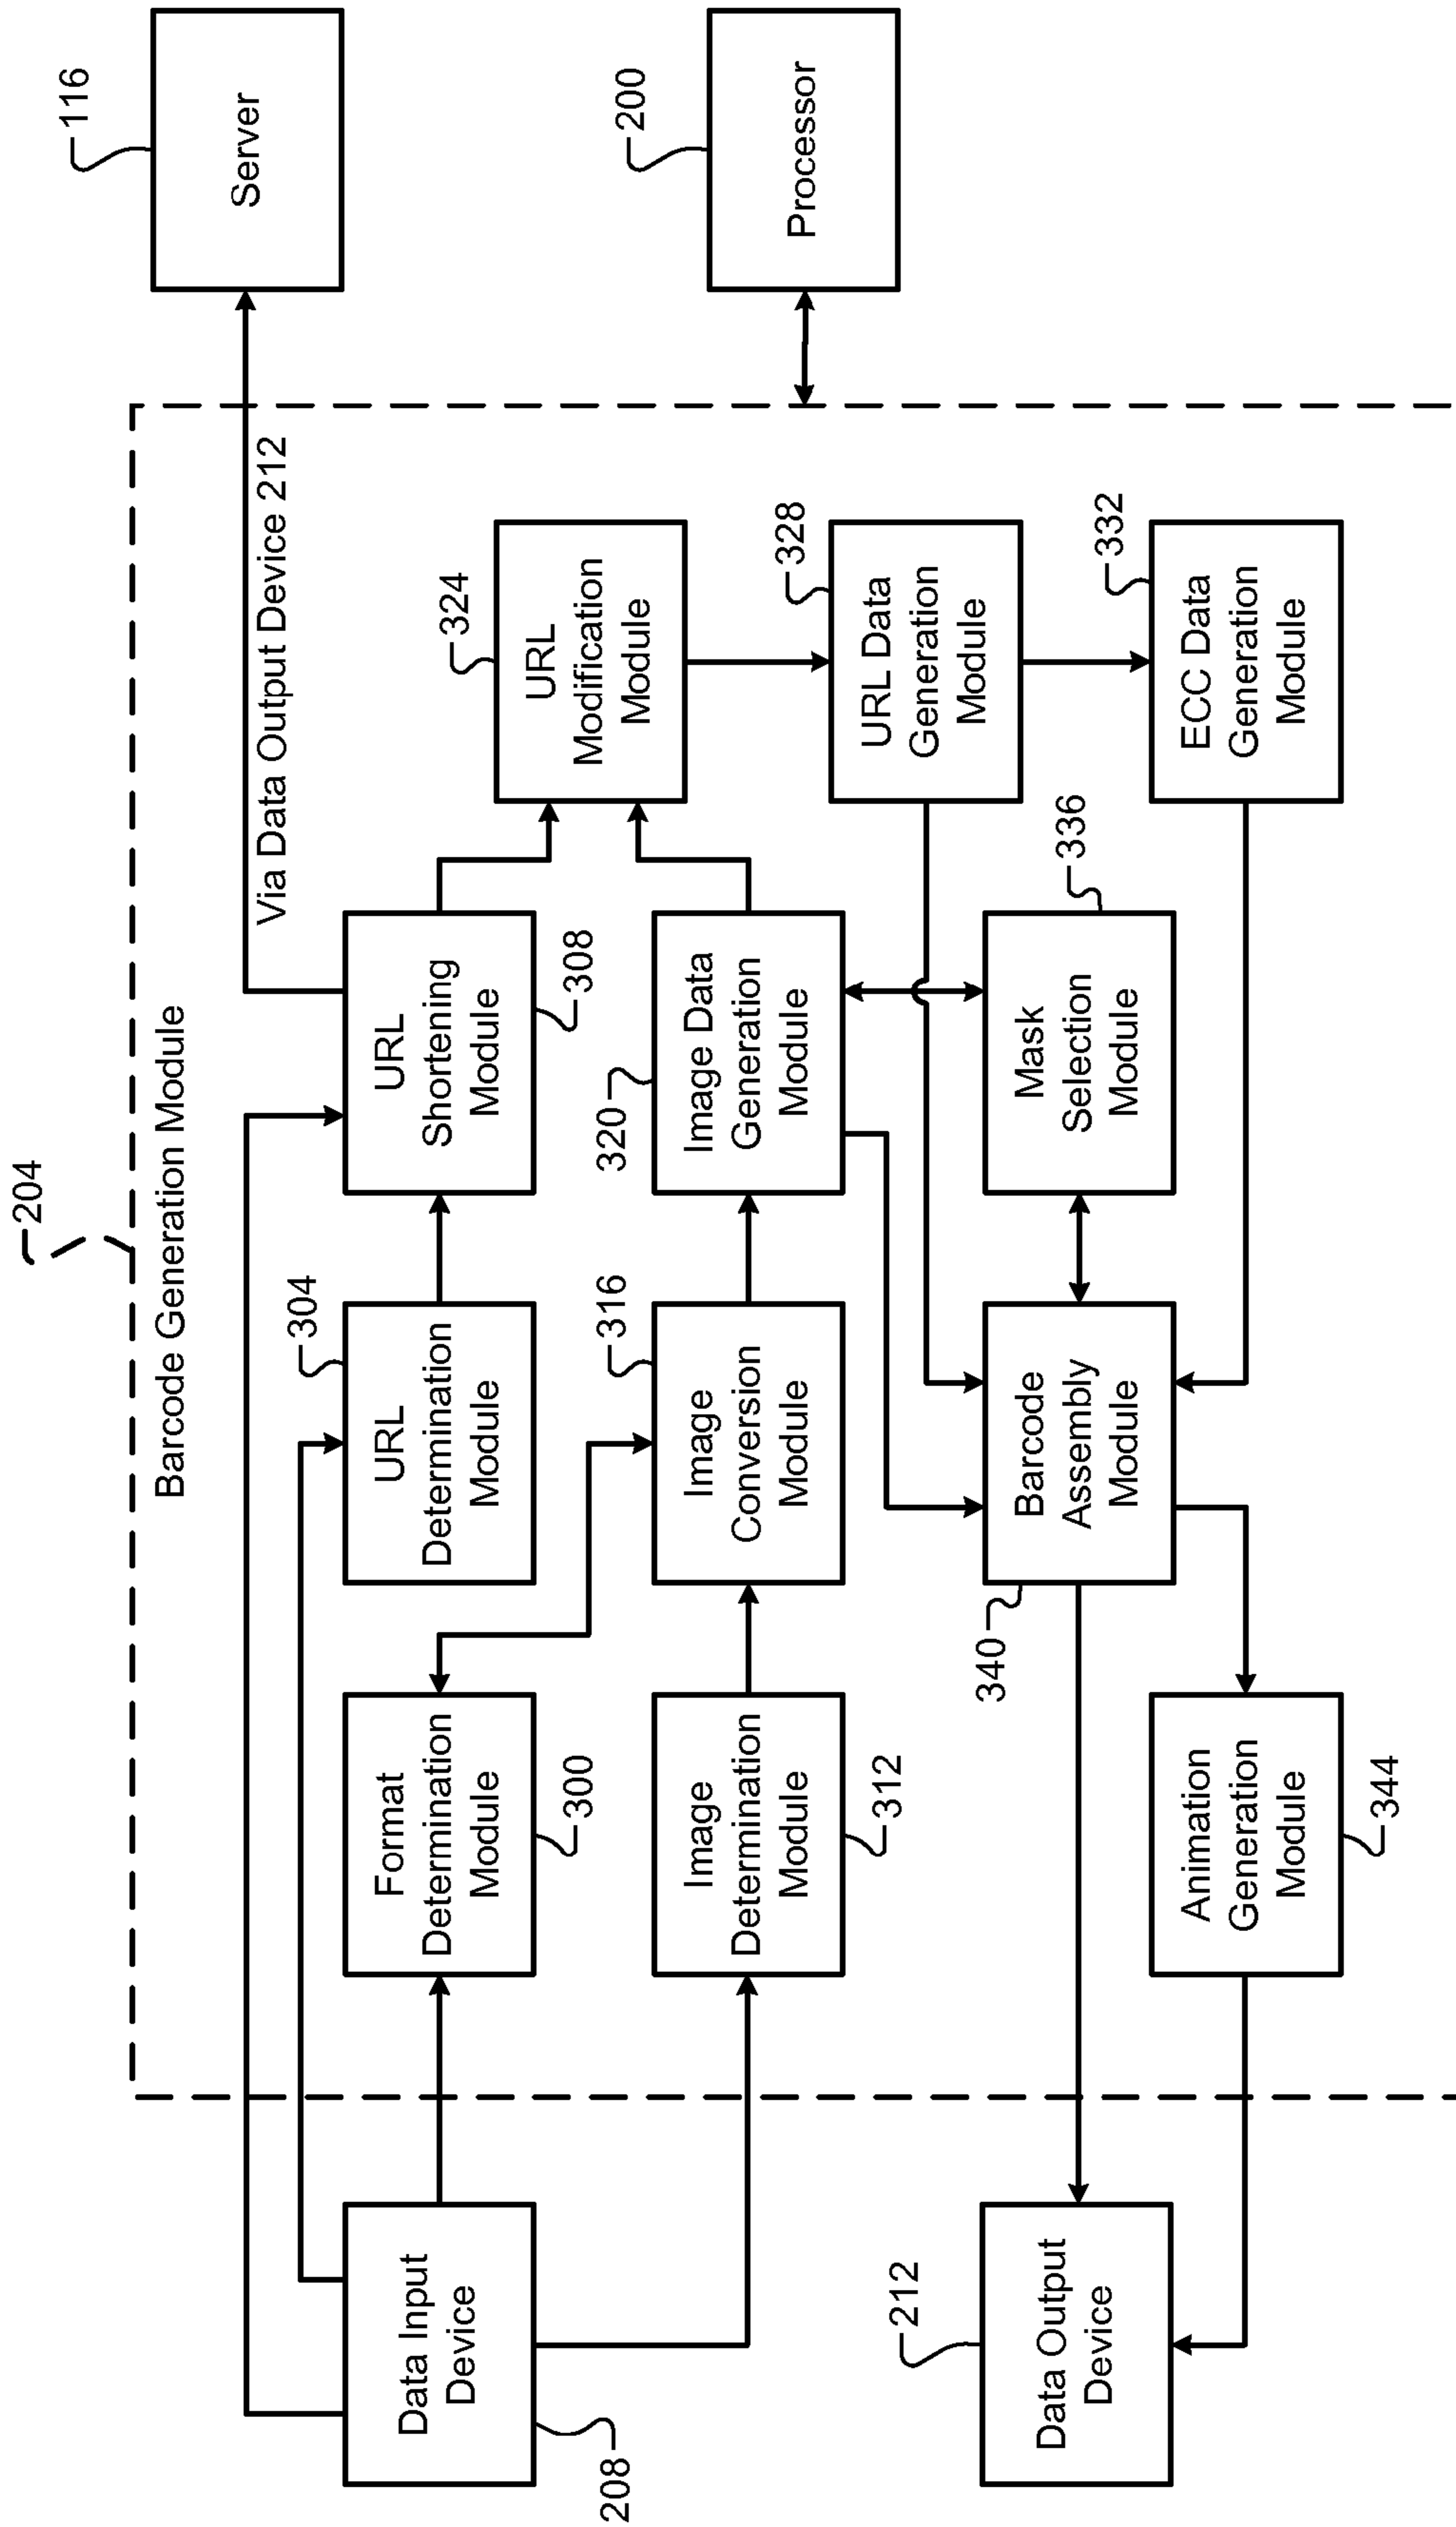 204
Barcode Generation Module
Via Data Output Device 212
116
Server
200
Processor
Data Input
Device
208
Format
Determination
Module
300
URL
Determination
Module
304
URL
Shortening
Module
308
URL
Modification
Module
324
Image
Determination
Module
312
Image
Conversion
Module
316
Image Data
Generation
Module
320
URL Data
Generation
Module
328
Data Output
Device
212
Barcode
Assembly
Module
340
Mask
Selection
Module
336
ECC Data
Generation
Module
332
Animation
Generation
Module
344